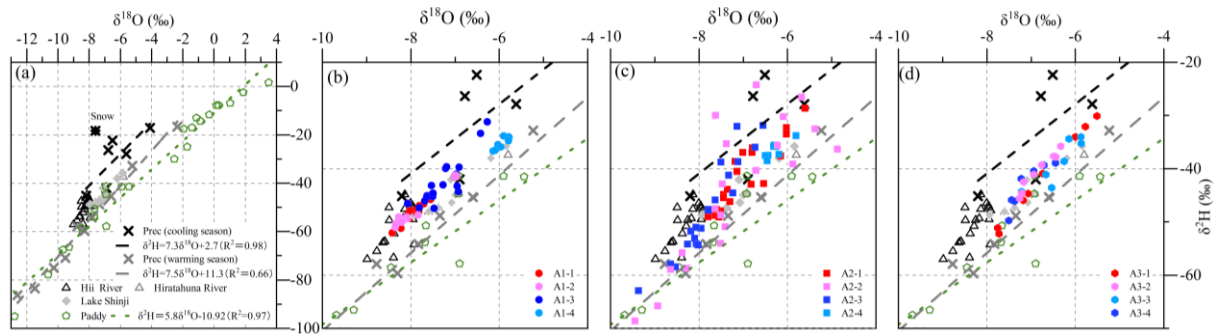 δ¹⁸O (‰)
-12 -10 -8 -6 -4 -2 0 2 4
(a)
Snow
0
-20
-40
-60
-80
-100
Prec (cooling season)
δ²H=7.3δ¹⁸O+2.7(R²=0.98)
Prec (warming season)
δ²H=7.5δ¹⁸O+11.3 (R²=0.66)
Hii River Hiratahuna River
Lake Shinji
Paddy δ²H=5.8δ¹⁸O-10.92 (R²=0.97)
δ¹⁸O (‰)
-10 -8 -6 -4
(b)
A1-1
A1-2
A1-3
A1-4
δ¹⁸O (‰)
-10 -8 -6 -4
(c)
A2-1
A2-2
A2-3
A2-4
δ¹⁸O (‰)
-10 -8 -6 -4
(d)
A3-1
A3-2
A3-3
A3-4
-20
-40
-60
δ²H (‰)